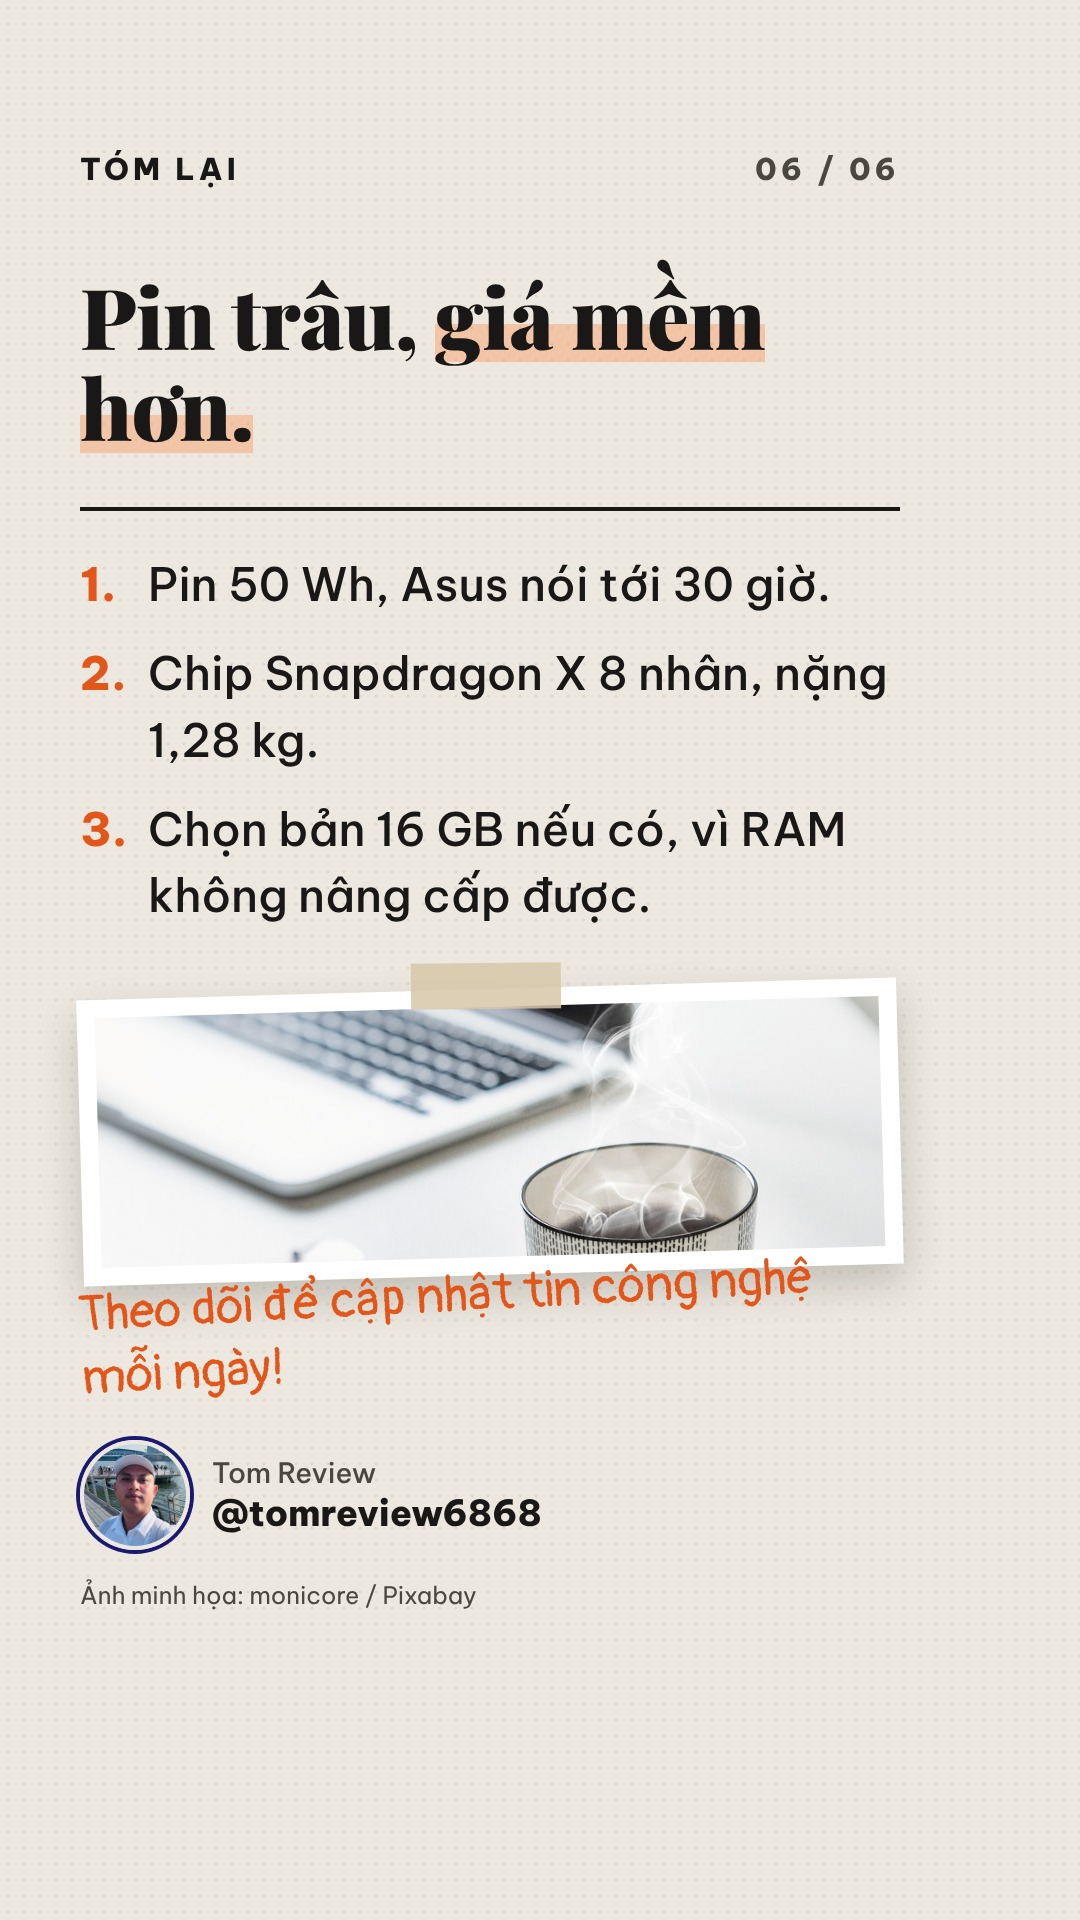 TÓM LẠI
06 / 06
Pin trâu, giá mềm
hơn.
1. Pin 50 Wh, Asus nói tới 30 giờ.
2. Chip Snapdragon X 8 nhân, nặng
1,28 kg.
3. Chọn bản 16 GB nếu có, vì RAM
không nâng cấp được.
Theo dõi để cập nhật tin công nghệ
mỗi ngày!
Tom Review
@tomreview6868
Ảnh minh họa: monicore / Pixabay